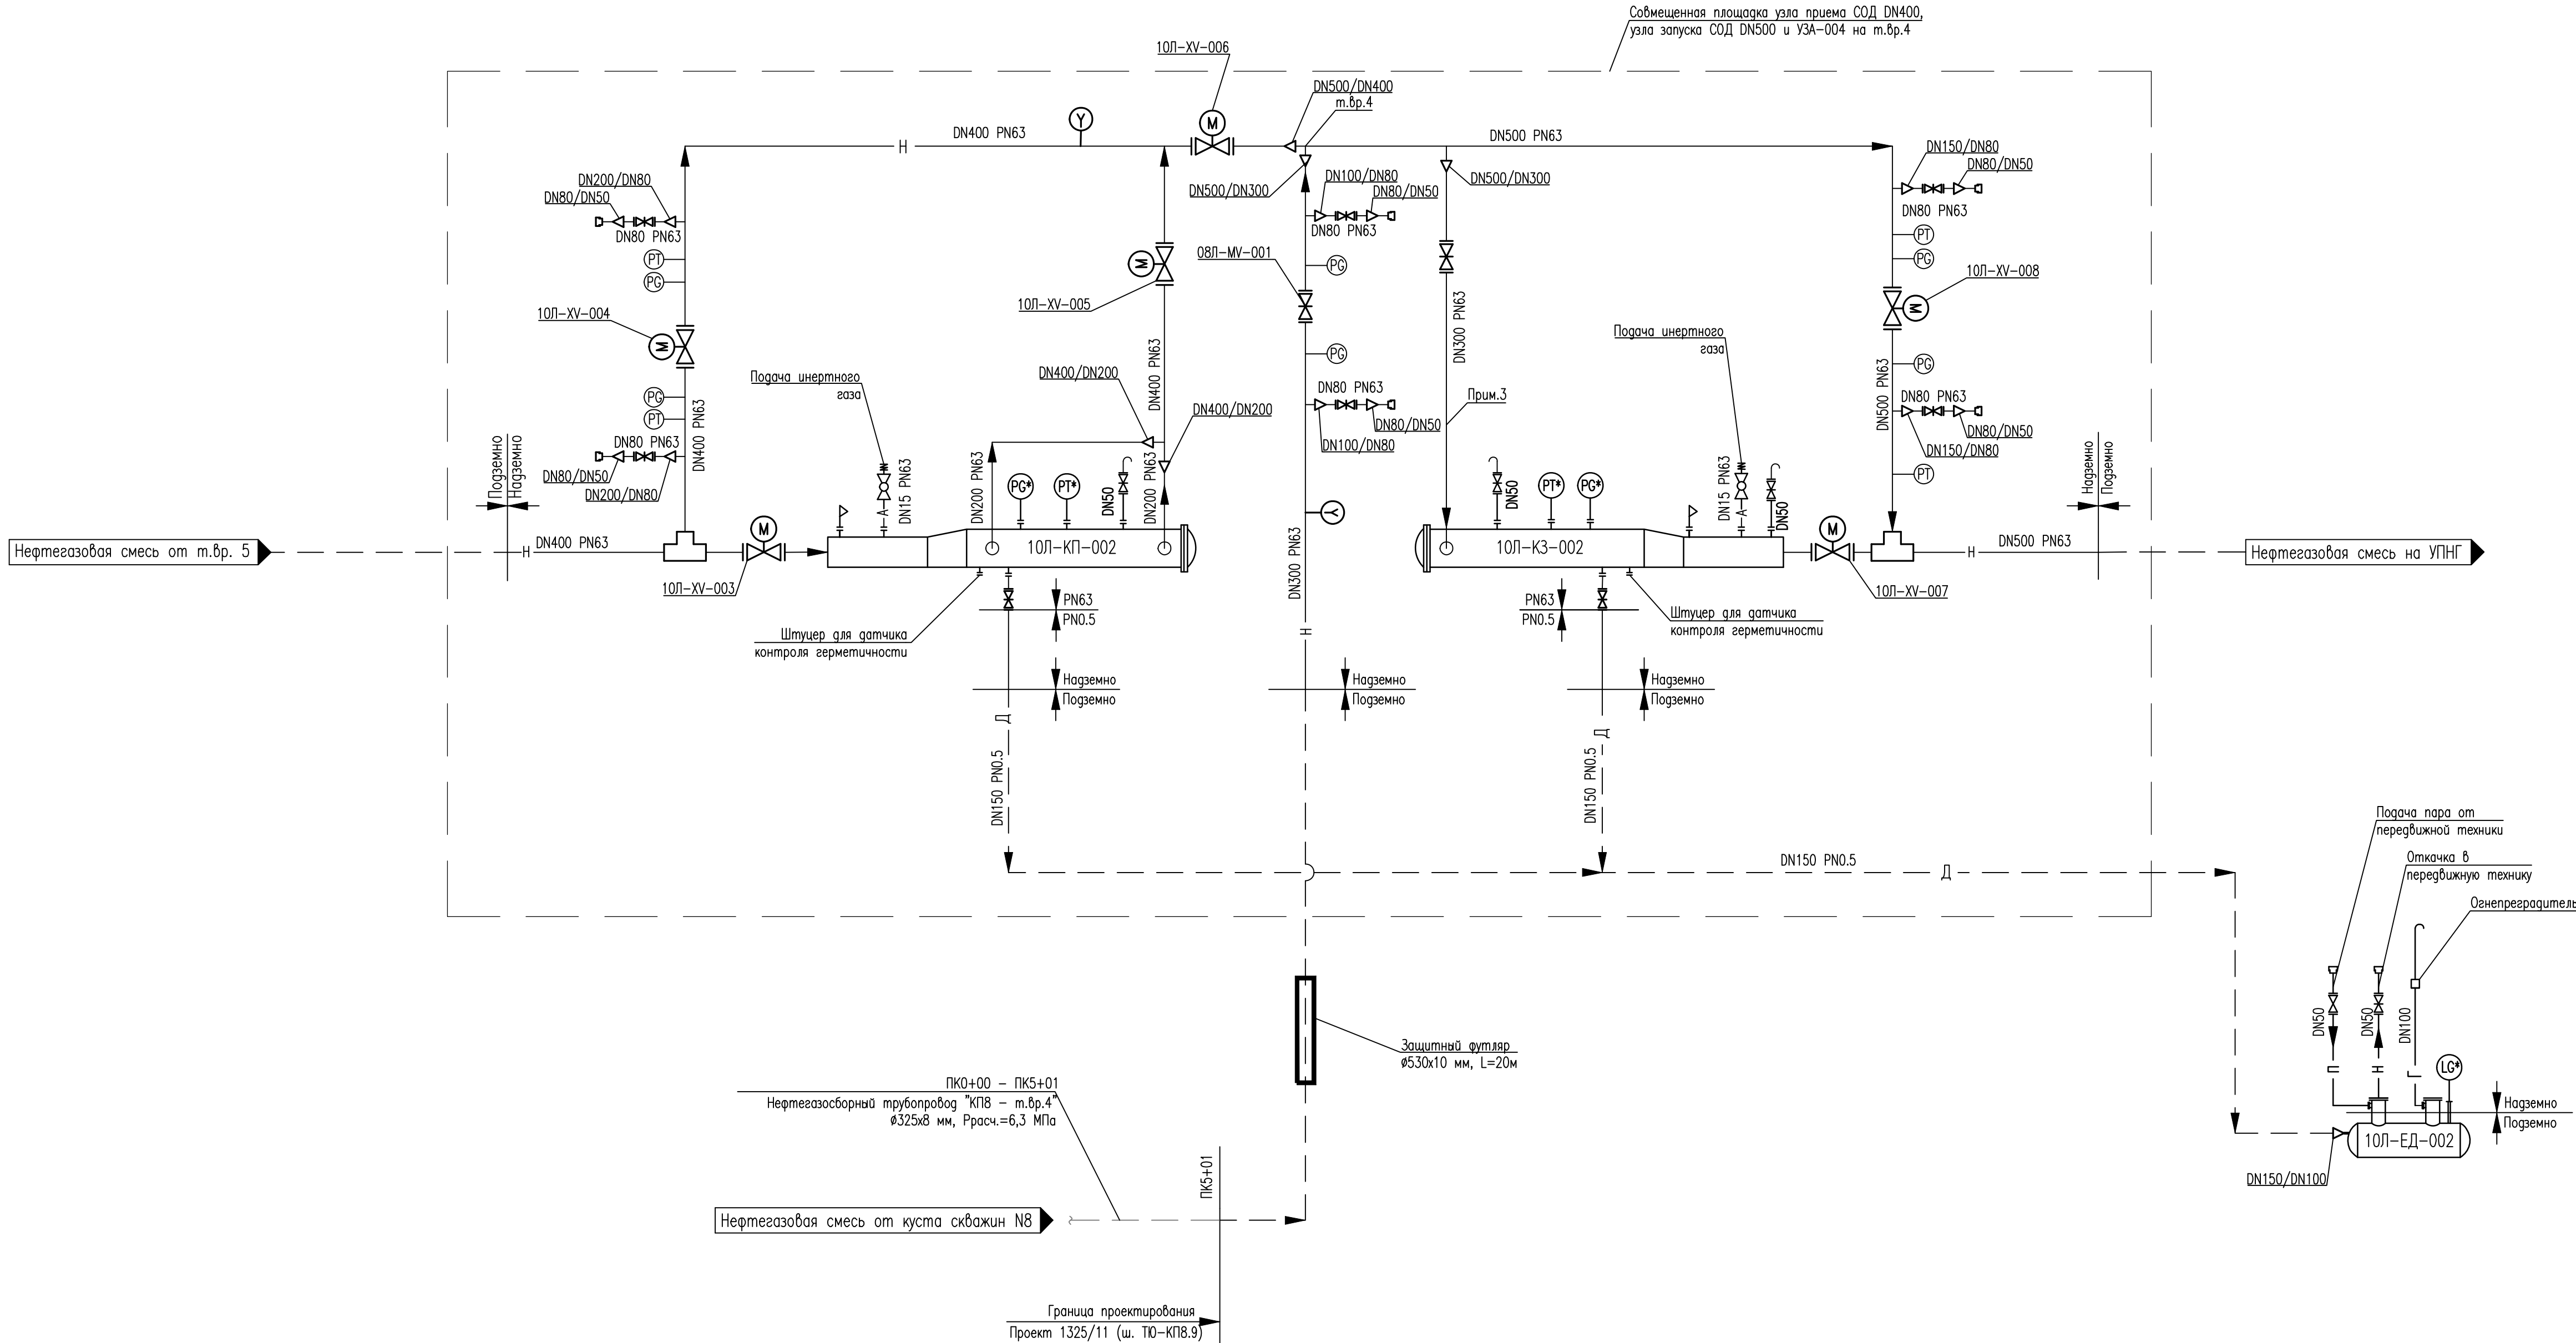 Совмещенная площадка узла приема СОД DN400,
узла запуска СОД DN500 и УЗА-004 на т.вр.4
10Л-XV-006
М
Y
DN400 PN63
Н
DN500/DN400
т.вр.4
DN500 PN63
DN500/DN300
DN500/DN300
DN200/DN80
DN80/DN50
DN80 PN63
PT
PG
10Л-XV-004
М
PG
PT
DN400 PN63
DN80 PN63
DN80/DN50
DN200/DN80
Подземно
Надземно
Нефтегазовая смесь от т.вр. 5
Н
DN400 PN63
10Л-XV-003
М
Подача инертного
газа
А
DN15 PN63
10Л-XV-005
М
DN400 PN63
DN400/DN200
DN400/DN200
DN200 PN63
PG*
PT*
DN50
DN200 PN63
10Л-КП-002
Штуцер для датчика
контроля герметичности
PN63
PN0.5
Надземно
Подземно
Д
DN150 PN0.5
DN100/DN80
DN80/DN50
DN80 PN63
08Л-MV-001
PG
PG
DN80 PN63
DN80/DN50
DN100/DN80
Y
DN300 PN63
Н
Надземно
Подземно
DN300 PN63
Прим.3
Подача инертного
газа
DN50
PT*
PG*
DN15 PN63
А
DN50
10Л-КЗ-002
PN63
PN0.5
Штуцер для датчика
контроля герметичности
Надземно
Подземно
Д
DN150 PN0.5
DN150/DN80
DN80/DN50
DN80 PN63
PT
PG
10Л-XV-008
М
PG
DN500 PN63
DN80 PN63
DN80/DN50
DN150/DN80
PT
М
10Л-XV-007
Н
DN500 PN63
Надземно
Подземно
Нефтегазовая смесь на УПНГ
DN150 PN0.5
Д
Подача пара от
передвижной техники
Откачка в
передвижную технику
Огнепреградитель
DN50
DN50
DN100
П
Н
Г
LG*
Надземно
Подземно
10Л-ЕД-002
DN150/DN100
Защитный футляр
ø530х10 мм, L=20м
ПК0+00 - ПК5+01
Нефтегазосборный трубопровод "КП8 - т.вр.4"
ø325х8 мм, Ррасч.=6,3 МПа
ПК5+01
Нефтегазовая смесь от куста скважин N8
Граница проектирования
Проект 1325/11 (ш. ТЮ-КП8.9)